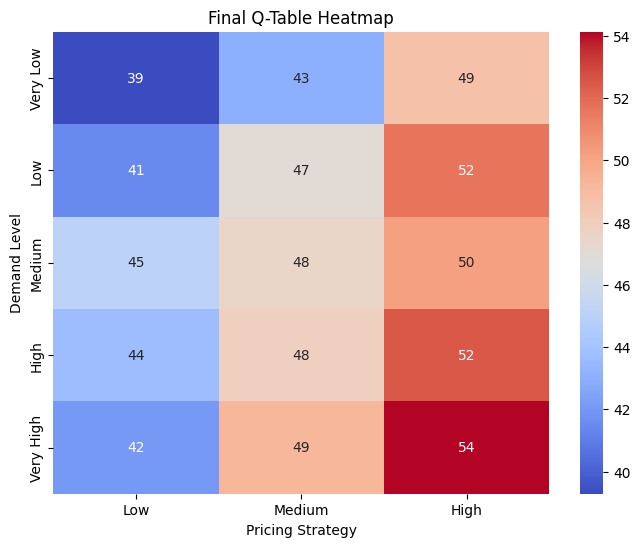 Final Q-Table Heatmap
Demand Level
Very Low
39 43 49
Low
41 47 52
Medium
45 48 50
High
44 48 52
Very High
42 49 54
Low Medium High
Pricing Strategy
54
52
50
48
46
44
42
40